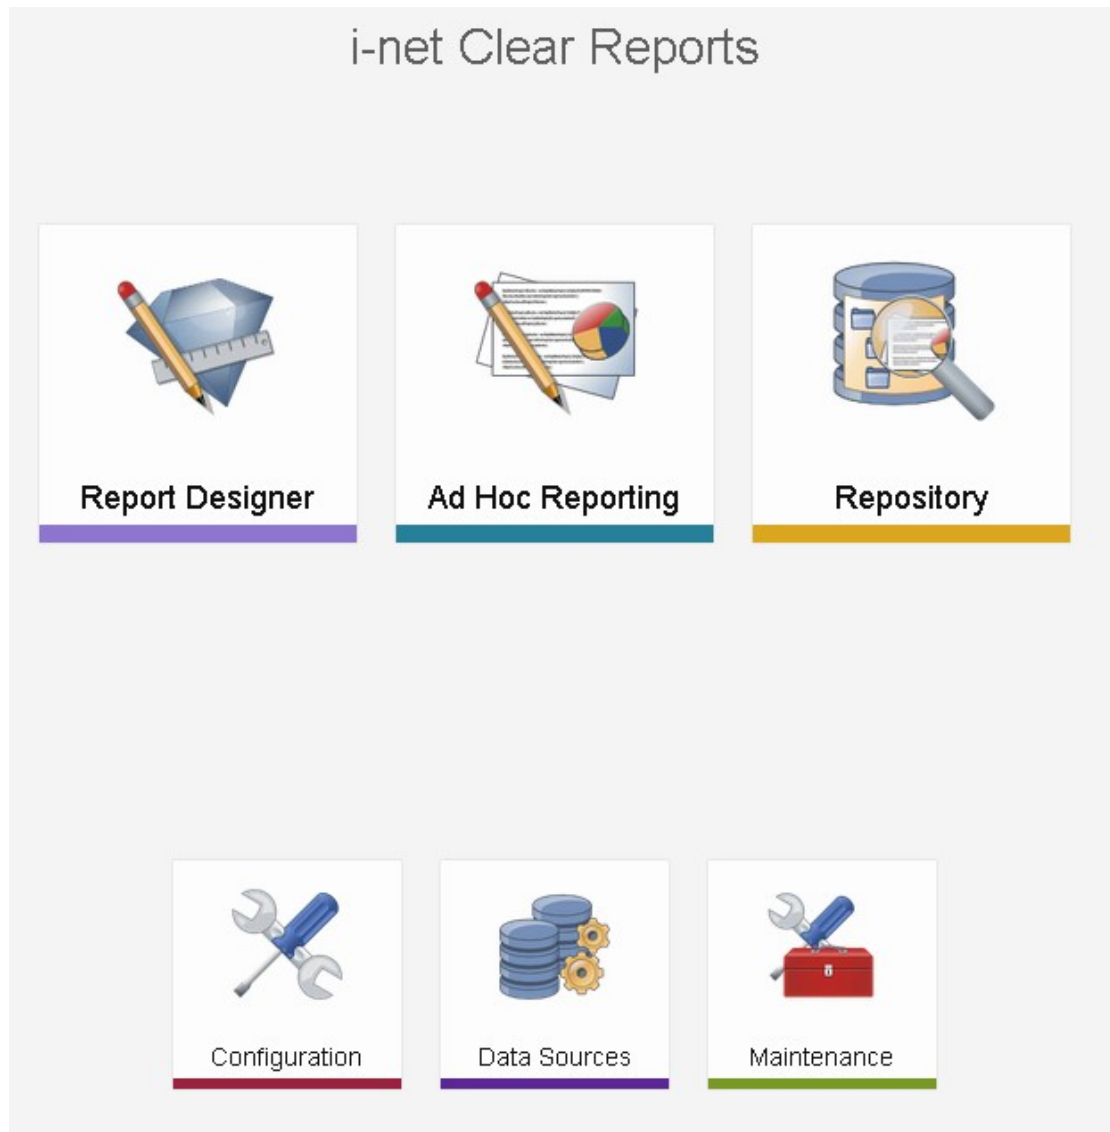 i-net Clear Reports
Report Designer
Ad Hoc Reporting
Repository
Configuration
Data Sources
Maintenance